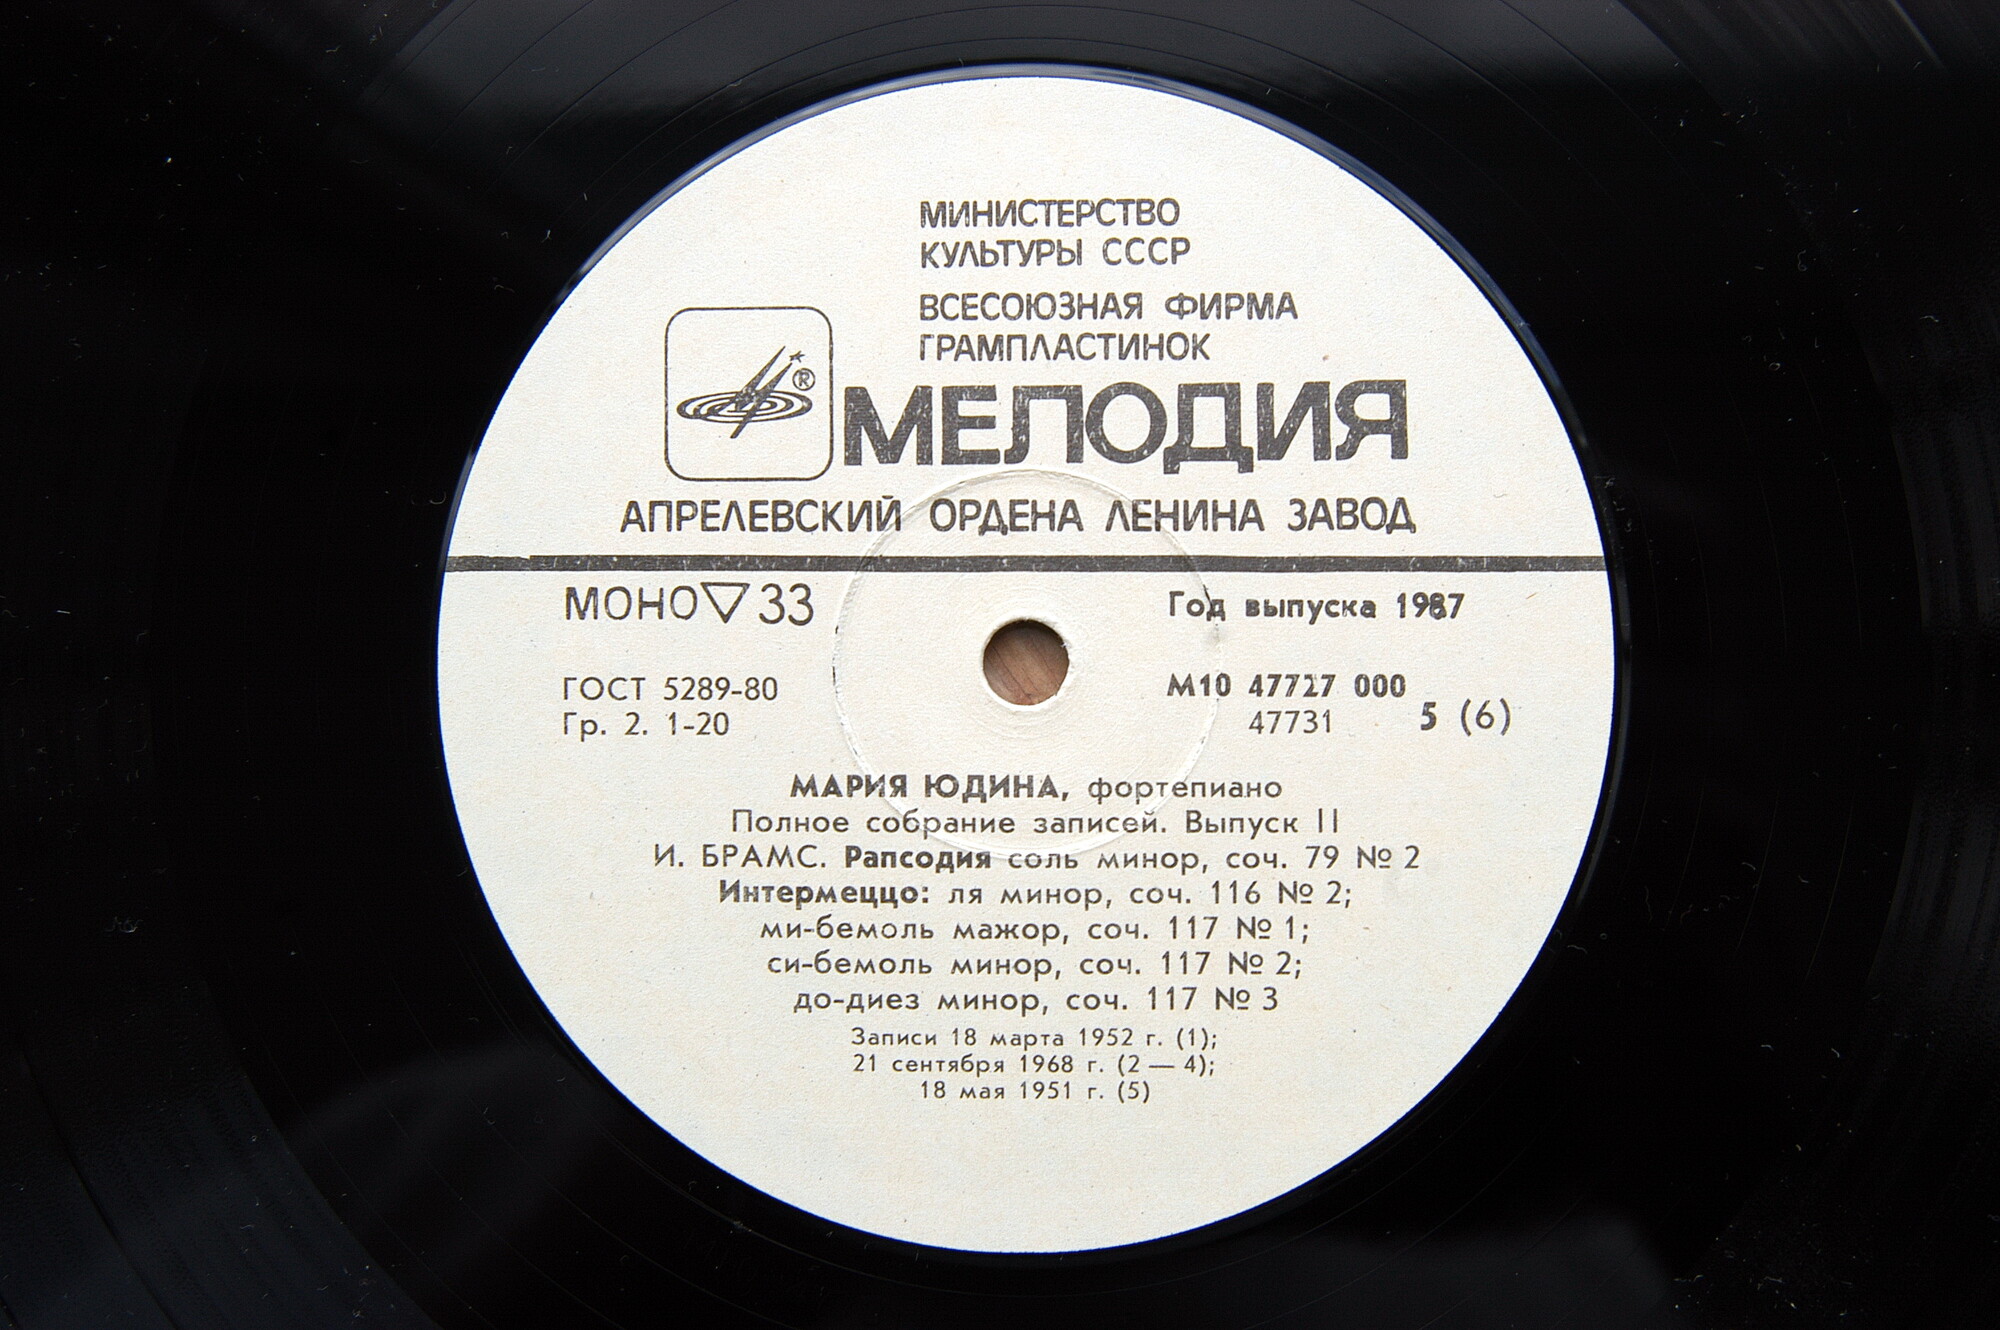 МИНИСТЕРСТВО
КУЛЬТУРЫ СССР
ВСЕСОЮЗНАЯ ФИРМА
ГРАМПЛАСТИНОК
®
МЕЛОДИЯ
АПРЕЛЕВСКИЙ ОРДЕНА ЛЕНИНА ЗАВОД
МОНО▽33
Год выпуска 1987
ГОСТ 5289-80
Гр. 2. 1-20
М10 47727 000
47731
5 (6)
МАРИЯ ЮДИНА, фортепиано
Полное собрание записей. Выпуск II
И. БРАМС. Рапсодия соль минор, соч. 79 № 2
Интермеццо: ля минор, соч. 116 № 2;
ми-бемоль мажор, соч. 117 № 1;
си-бемоль минор, соч. 117 № 2;
до-диез минор, соч. 117 № 3
Записи 18 марта 1952 г. (1);
21 сентября 1968 г. (2 — 4);
18 мая 1951 г. (5)